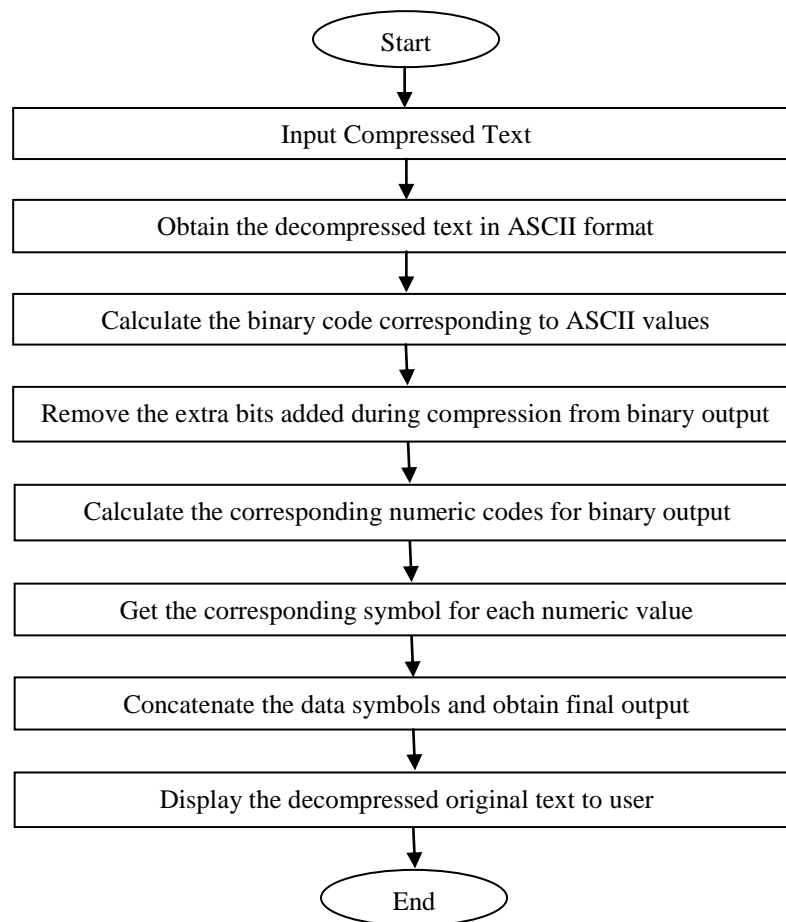 Start
Input Compressed Text
Obtain the decompressed text in ASCII format
Calculate the binary code corresponding to ASCII values
Remove the extra bits added during compression from binary output
Calculate the corresponding numeric codes for binary output
Get the corresponding symbol for each numeric value
Concatenate the data symbols and obtain final output
Display the decompressed original text to user
End